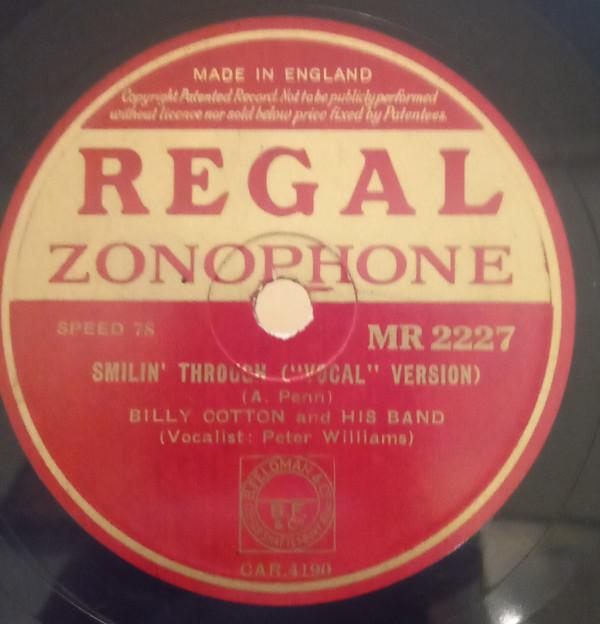 MADE IN ENGLAND
Copyright Patented Record. Not to be publicly performed
without licence nor sold below price fixed by Patentees.
REGAL
ZONOPHONE
SPEED 78
MR 2227
SMILIN' THROUGH ("VOCAL" VERSION)
(A. Penn)
BILLY COTTON and HIS BAND
(Vocalist: Peter Williams)
B. FELDMAN & Co
B.F.
CAR.4190